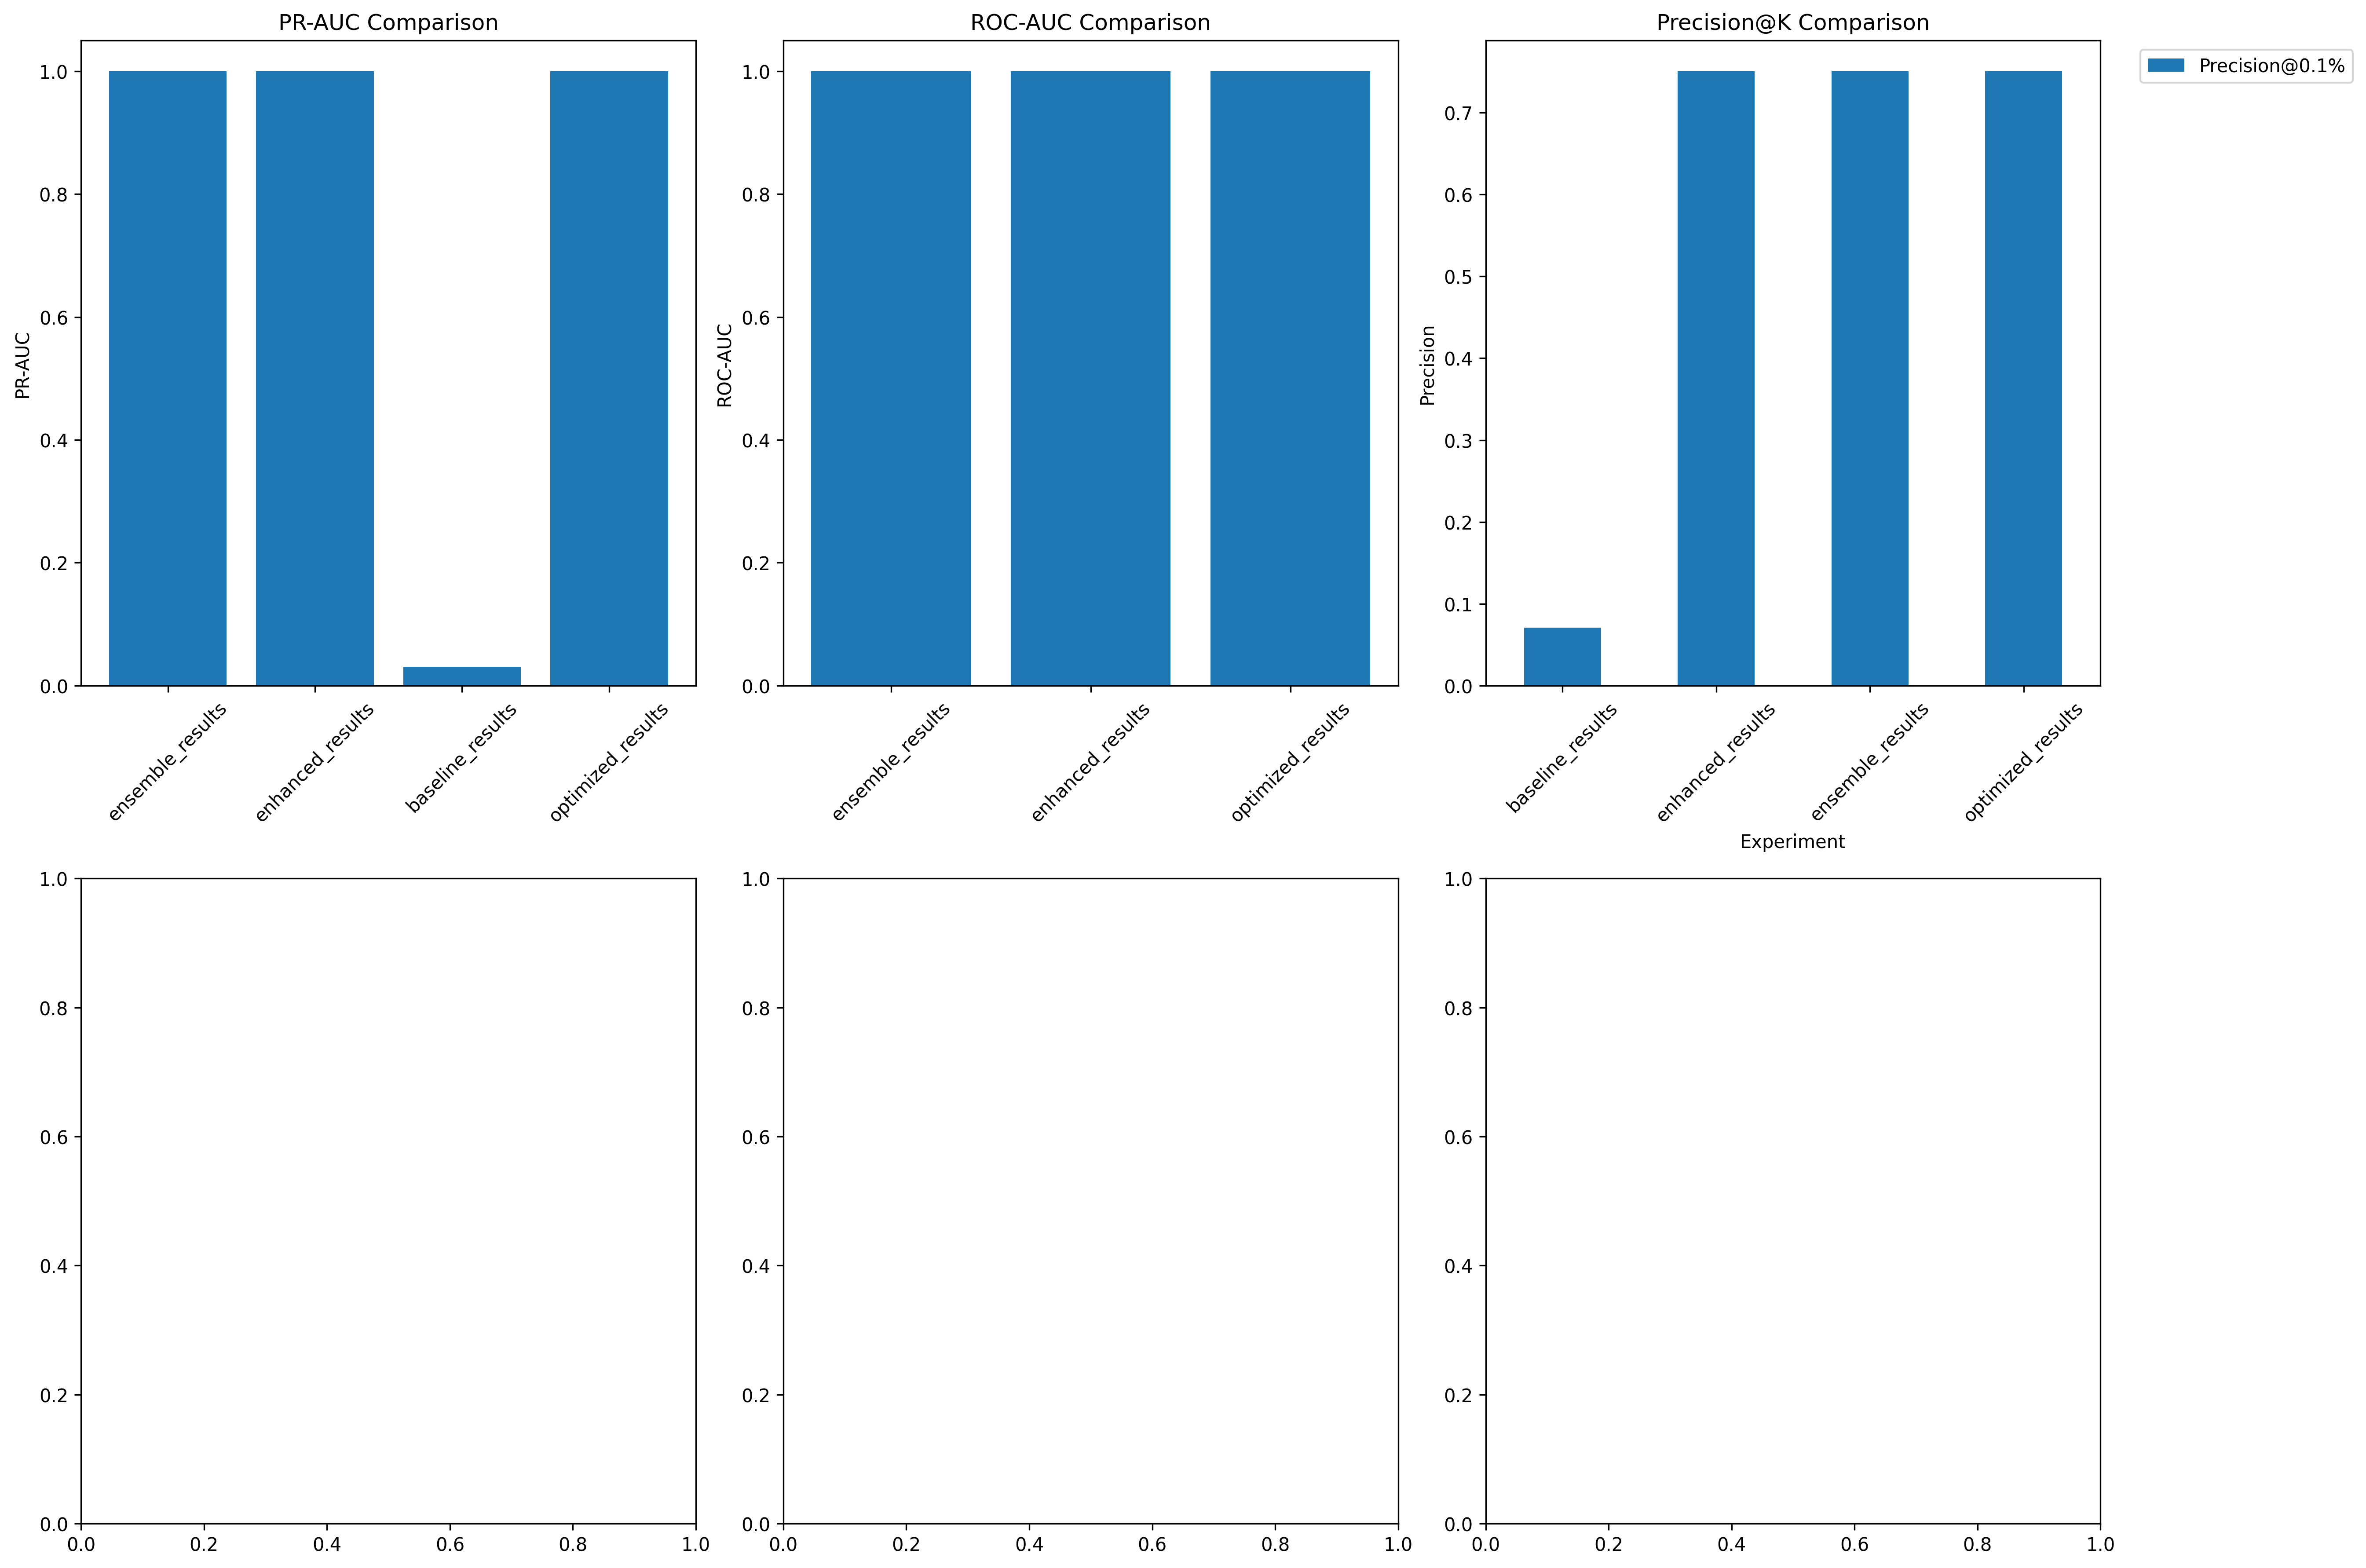 PR-AUC Comparison
PR-AUC
1.0
0.8
0.6
0.4
0.2
0.0
ensemble_results
enhanced_results
baseline_results
optimized_results
ROC-AUC Comparison
ROC-AUC
1.0
0.8
0.6
0.4
0.2
0.0
ensemble_results
enhanced_results
optimized_results
Precision@K Comparison
Precision
0.7
0.6
0.5
0.4
0.3
0.2
0.1
0.0
baseline_results
enhanced_results
ensemble_results
optimized_results
Experiment
Precision@0.1%
1.0
0.8
0.6
0.4
0.2
0.0
0.0 0.2 0.4 0.6 0.8 1.0
1.0
0.8
0.6
0.4
0.2
0.0
0.0 0.2 0.4 0.6 0.8 1.0
1.0
0.8
0.6
0.4
0.2
0.0
0.0 0.2 0.4 0.6 0.8 1.0